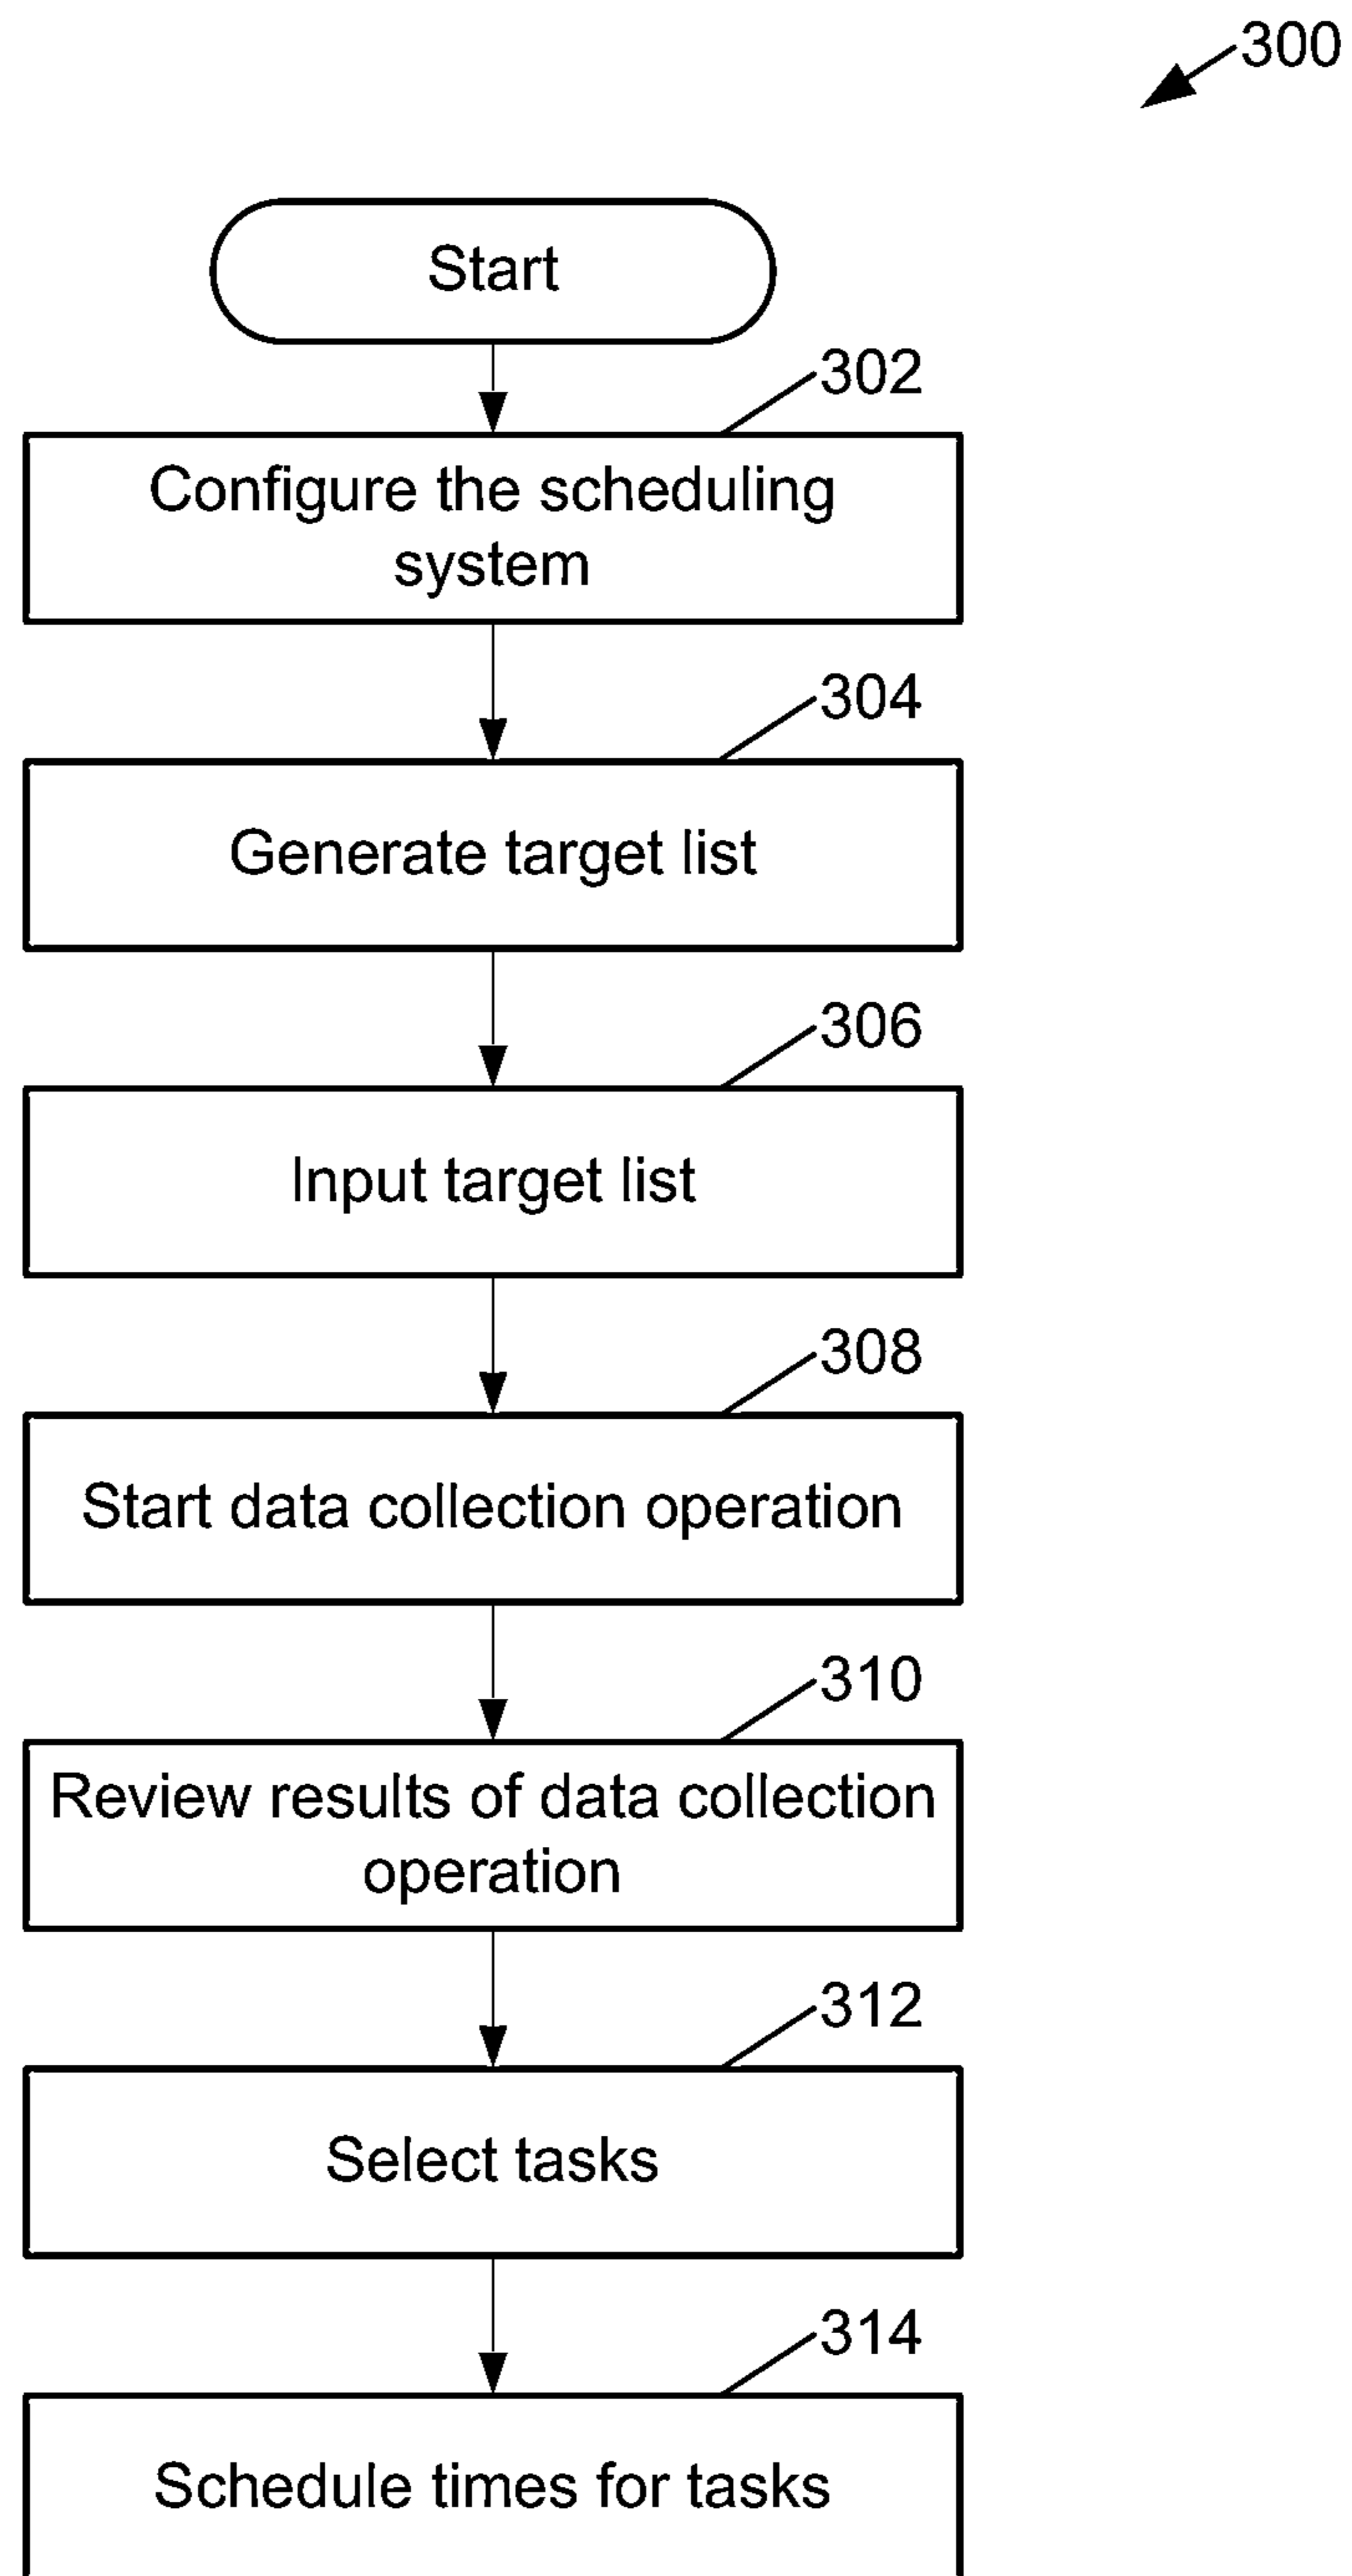 300
Start
302
Configure the scheduling
system
304
Generate target list
306
Input target list
308
Start data collection operation
310
Review results of data collection
operation
312
Select tasks
314
Schedule times for tasks